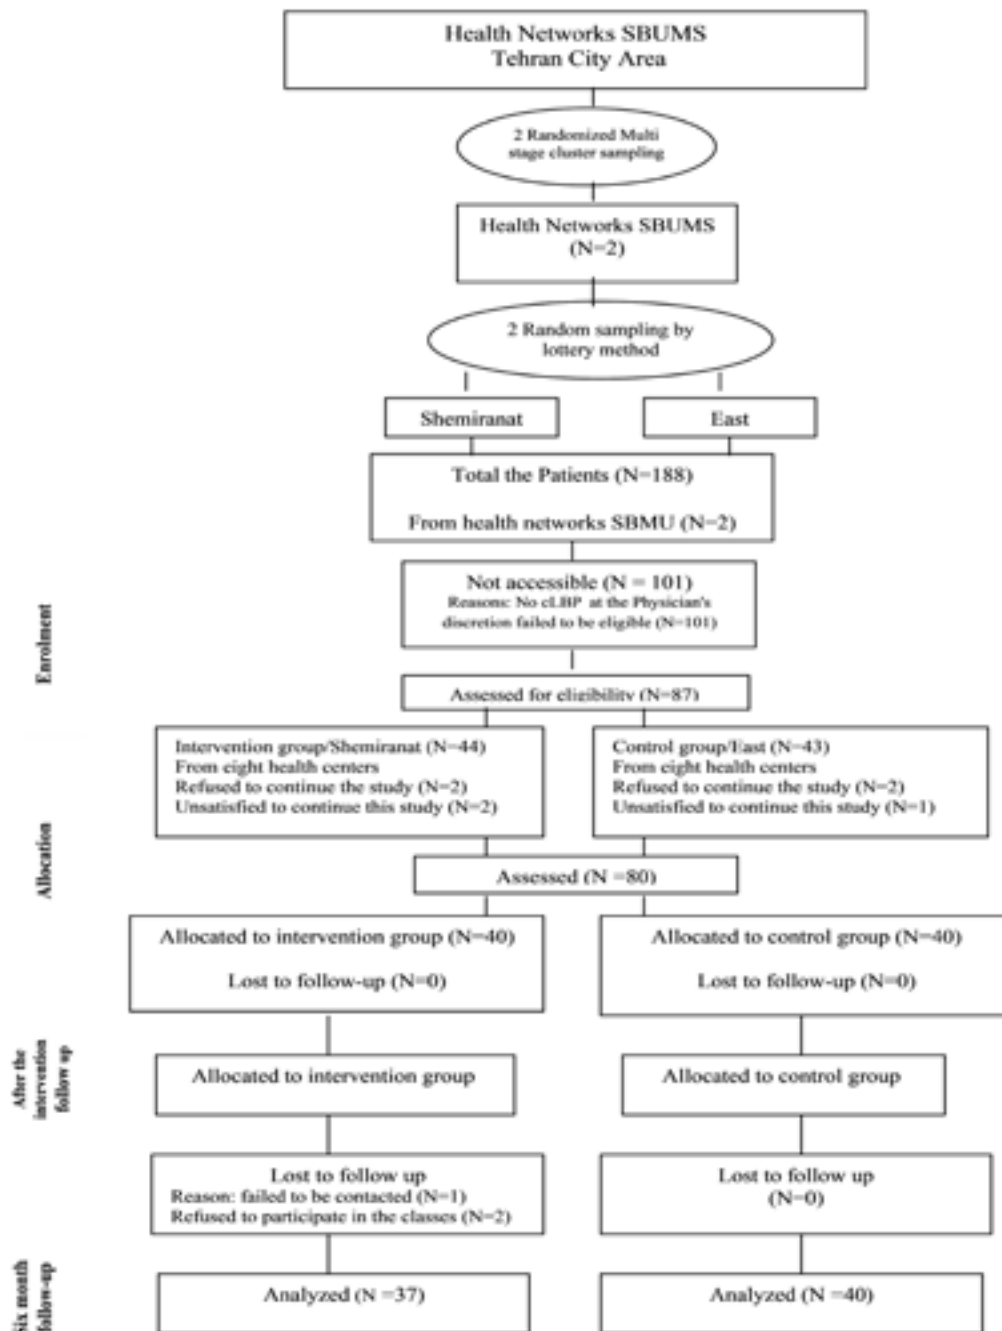 Health Networks SBUMS
Tehran City Area
2 Randomized Multi
stage cluster sampling
Health Networks SBUMS
(N=2)
2 Random sampling by
lottery method
Shemiranat
East
Total the Patients (N=188)
From health networks SBMU (N=2)
Not accessible (N = 101)
Reasons: No cLBP at the Physician's
discretion failed to be eligible (N=101)
Enrolment
Assessed for eligibility (N=87)
Intervention group/Shemiranat (N=44)
From eight health centers
Refused to continue the study (N=2)
Unsatisfied to continue this study (N=2)
Control group/East (N=43)
From eight health centers
Refused to continue the study (N=2)
Unsatisfied to continue this study (N=1)
Allocation
Assessed (N =80)
Allocated to intervention group (N=40)
Lost to follow-up (N=0)
Allocated to control group (N=40)
Lost to follow-up (N=0)
After the
intervention
follow up
Allocated to intervention group
Allocated to control group
Lost to follow up
Reason: failed to be contacted (N=1)
Refused to participate in the classes (N=2)
Lost to follow up
(N=0)
Six month
follow-up
Analyzed (N =37)
Analyzed (N =40)